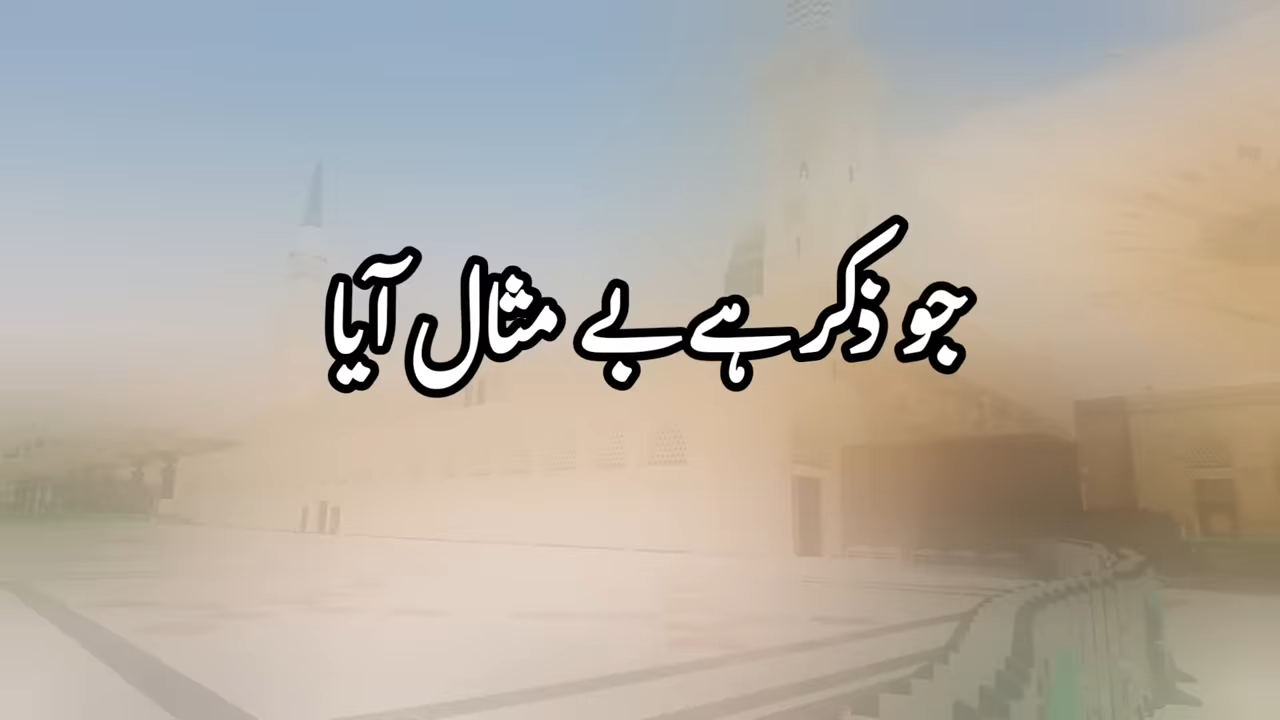 جو ذکر ہے بے مثال آیا